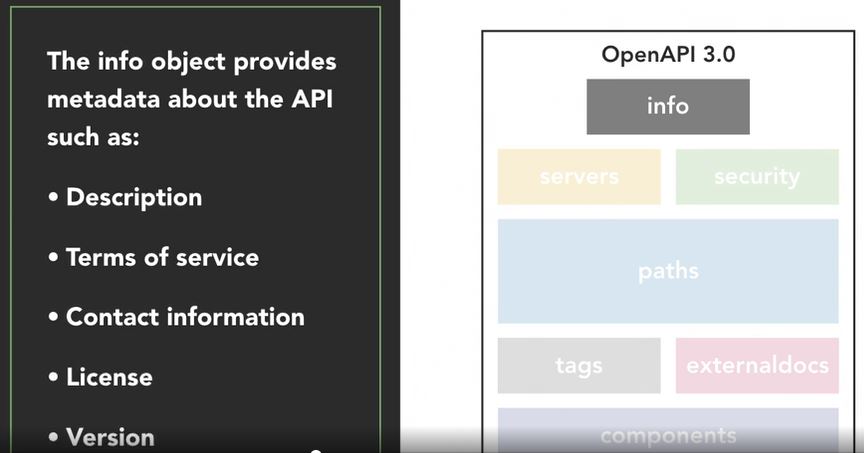 The info object provides
metadata about the API
such as:
• Description
• Terms of service
• Contact information
• License
• Version
OpenAPI 3.0
info
servers
security
paths
tags
externaldocs
components